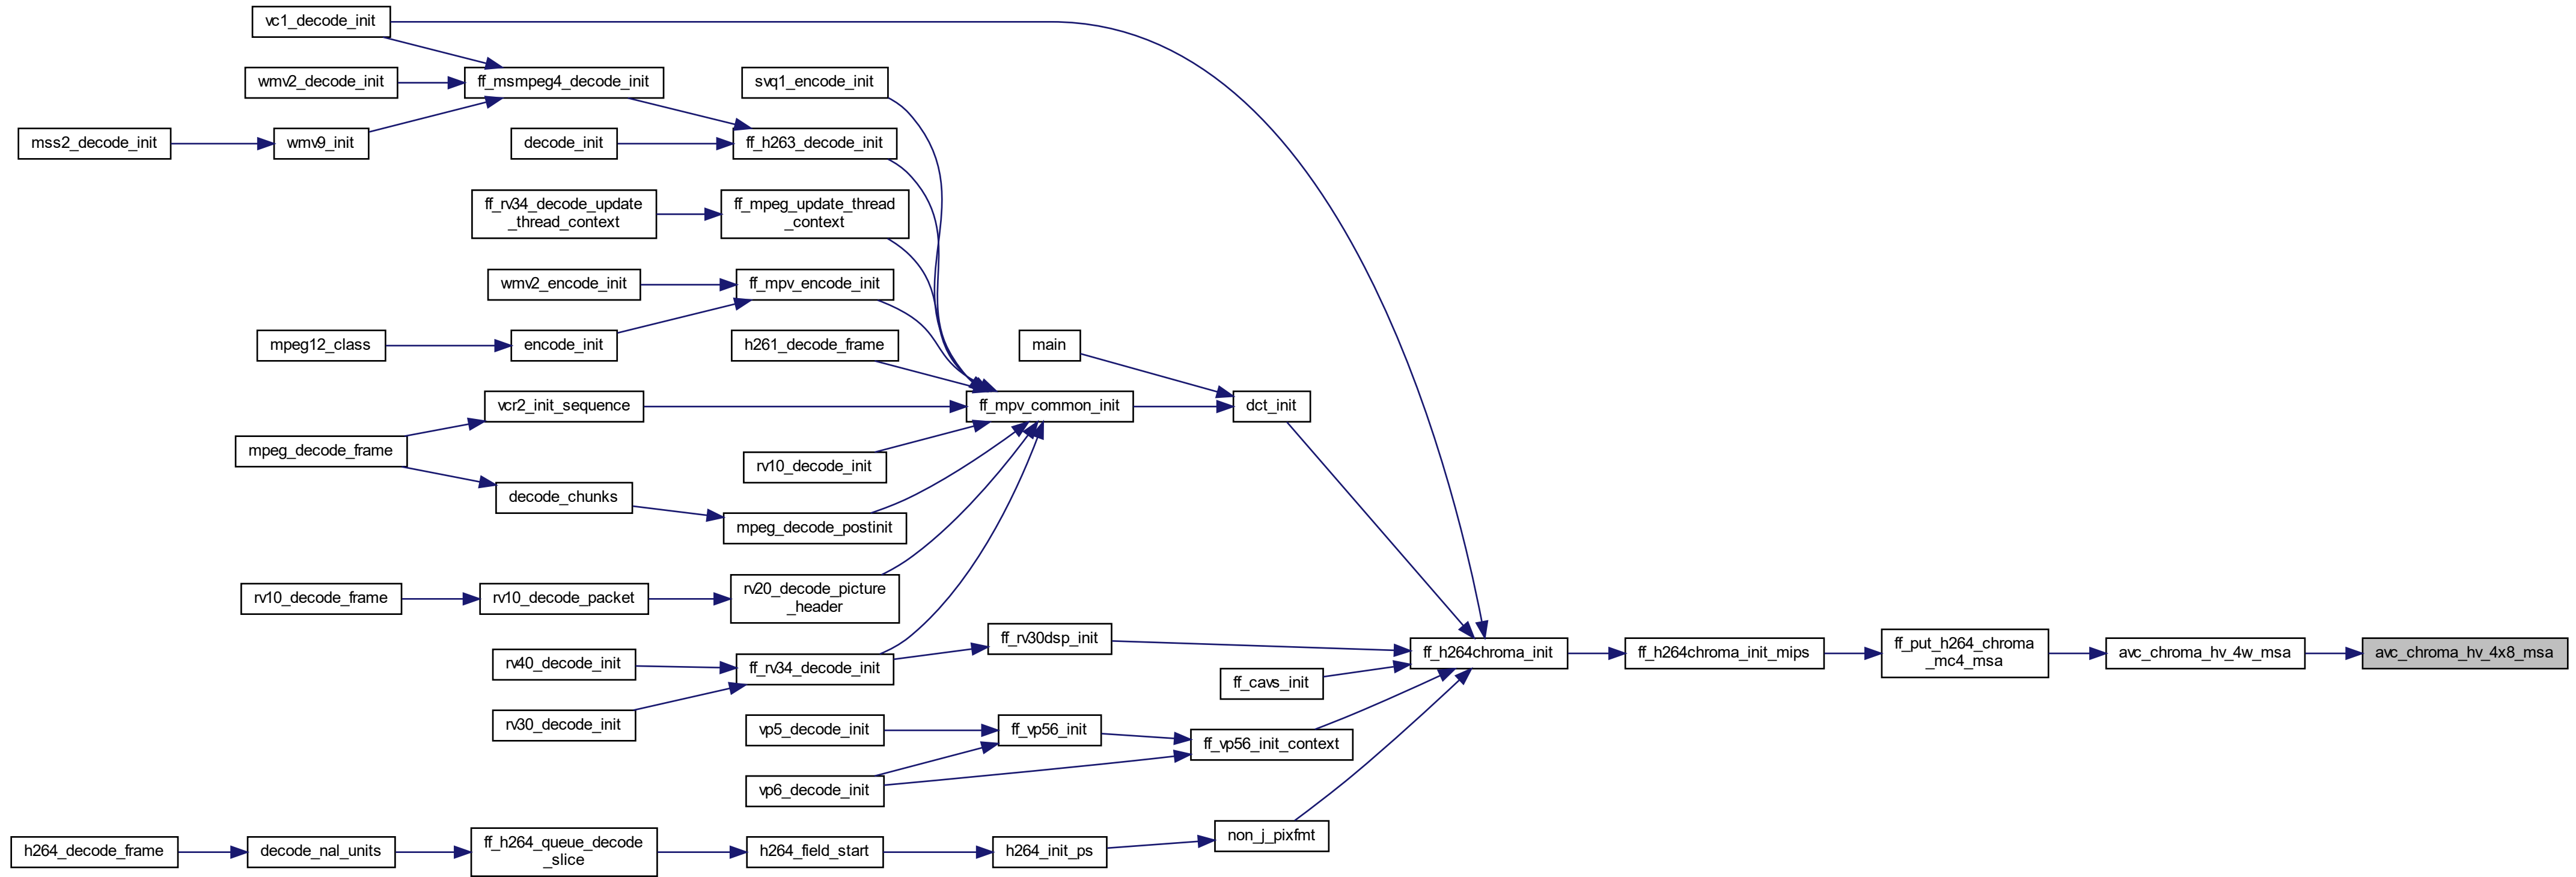 vc1_decode_init
wmv2_decode_init
ff_msmpeg4_decode_init
svq1_encode_init
mss2_decode_init
wmv9_init
decode_init
ff_h263_decode_init
ff_rv34_decode_update
_thread_context
ff_mpeg_update_thread
_context
wmv2_encode_init
ff_mpv_encode_init
mpeg12_class
encode_init
h261_decode_frame
main
vcr2_init_sequence
ff_mpv_common_init
dct_init
mpeg_decode_frame
rv10_decode_init
decode_chunks
mpeg_decode_postinit
rv10_decode_frame
rv10_decode_packet
rv20_decode_picture
_header
ff_rv30dsp_init
rv40_decode_init
ff_rv34_decode_init
ff_h264chroma_init
ff_h264chroma_init_mips
ff_put_h264_chroma
_mc4_msa
avc_chroma_hv_4w_msa
avc_chroma_hv_4x8_msa
ff_cavs_init
rv30_decode_init
vp5_decode_init
ff_vp56_init
ff_vp56_init_context
vp6_decode_init
non_j_pixfmt
h264_decode_frame
decode_nal_units
ff_h264_queue_decode
_slice
h264_field_start
h264_init_ps